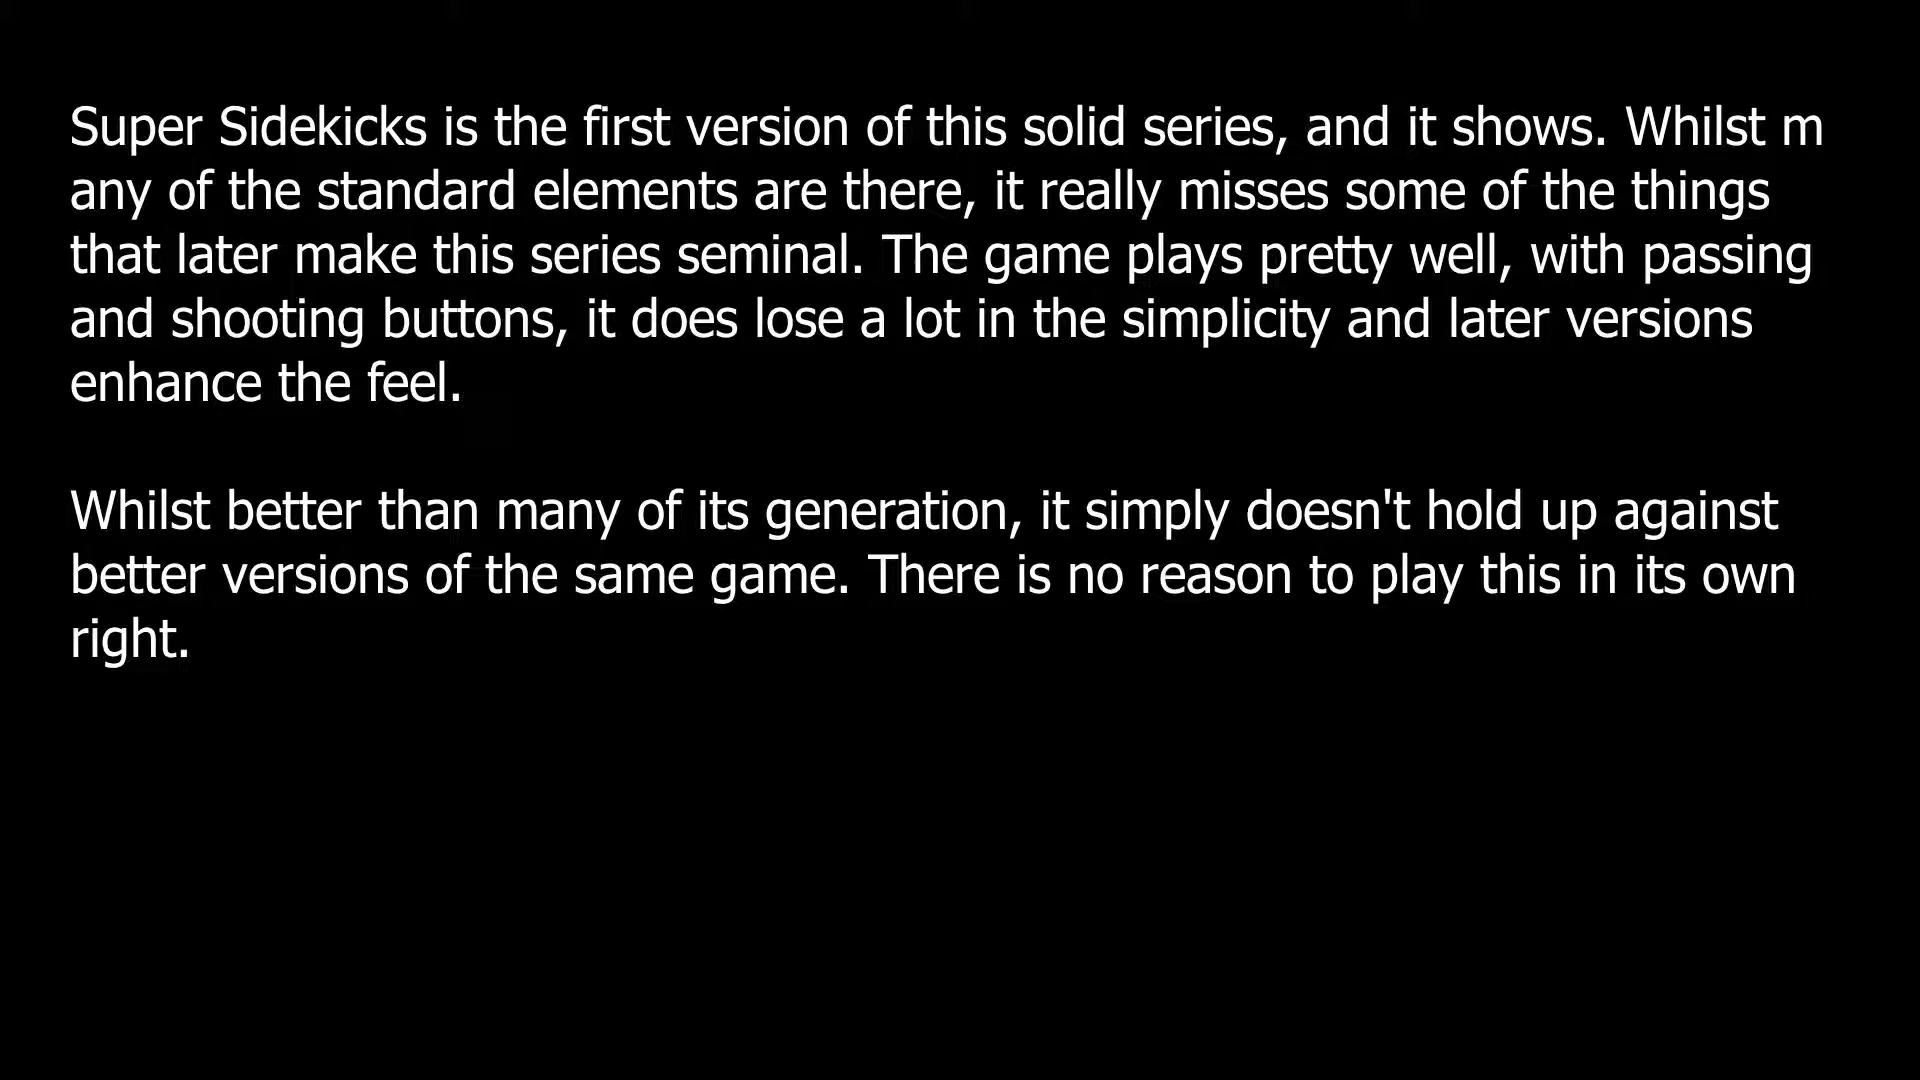 Super Sidekicks is the first version of this solid series, and it shows. Whilst m
any of the standard elements are there, it really misses some of the things
that later make this series seminal. The game plays pretty well, with passing
and shooting buttons, it does lose a lot in the simplicity and later versions
enhance the feel.
Whilst better than many of its generation, it simply doesn't hold up against
better versions of the same game. There is no reason to play this in its own
right.